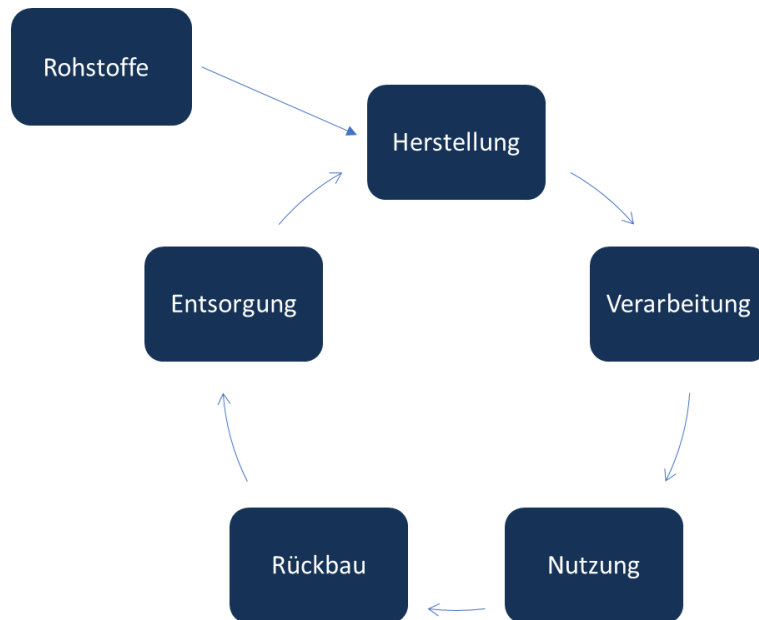 Rohstoffe
Herstellung
Verarbeitung
Nutzung
Rückbau
Entsorgung